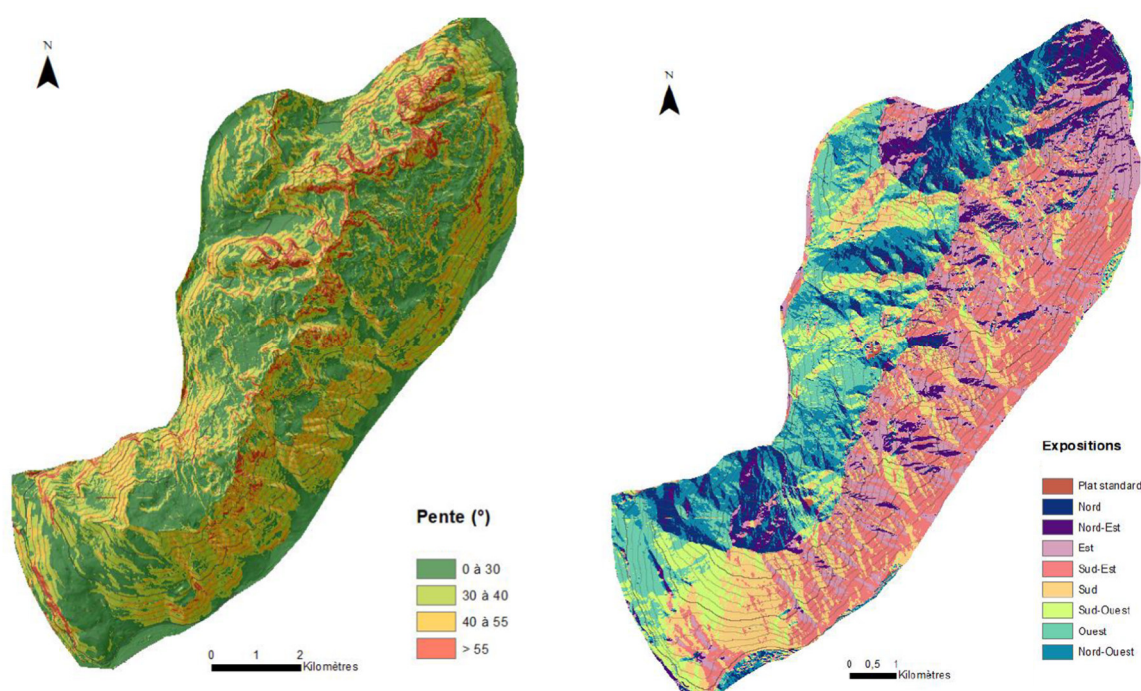 N
Pente (°)
0 à 30
30 à 40
40 à 55
> 55
0 1 2
Kilomètres
N
Expositions
Plat standard
Nord
Nord-Est
Est
Sud-Est
Sud
Sud-Ouest
Ouest
Nord-Ouest
0 0,5 1
Kilomètres